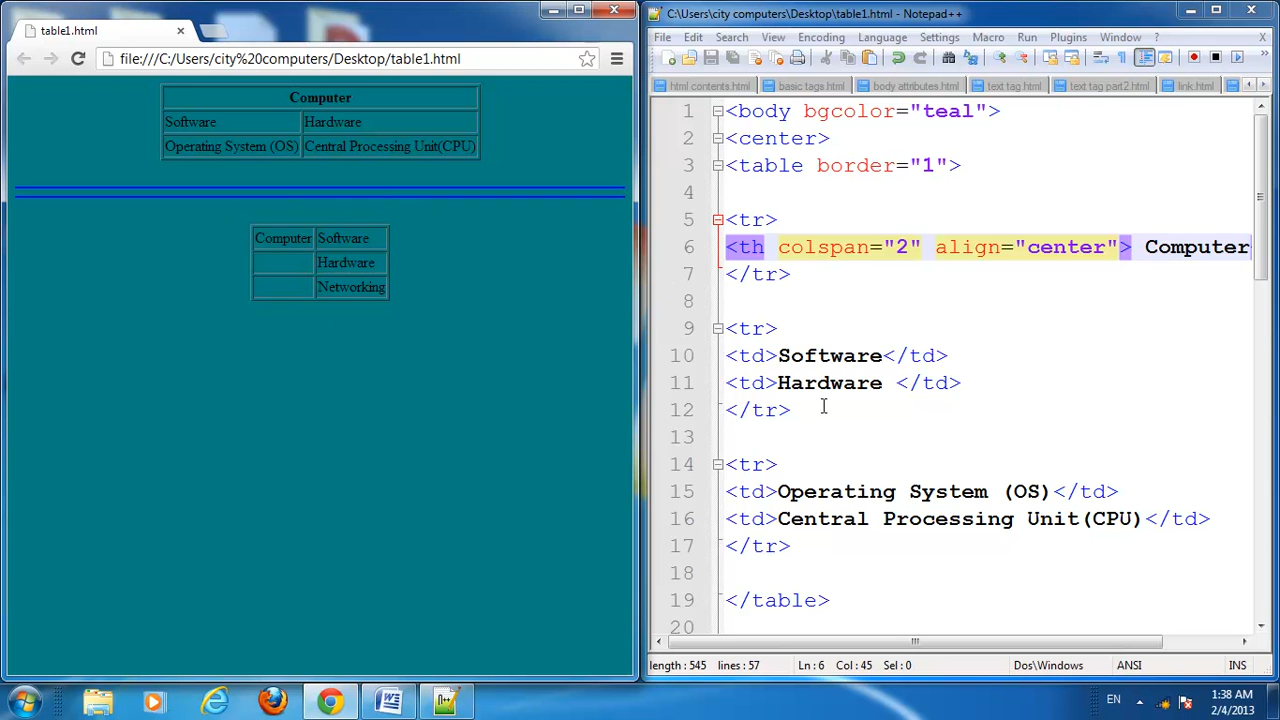 table1.html
file:///C:/Users/city%20computers/Desktop/table1.html
Computer
Software Hardware
Operating System (OS) Central Processing Unit(CPU)
Computer Software
Hardware
Networking
C:\Users\city computers\Desktop\table1.html - Notepad++
File Edit Search View Encoding Language Settings Macro Run Plugins Window ? X
html contents.html basic tags.html body attributes.html text tag.html text tag part2.html link.html
1 <body bgcolor="teal">
2 <center>
3 <table border="1">
4
5 <tr>
6 <th colspan="2" align="center"> Computer
7 </tr>
8
9 <tr>
10 <td>Software</td>
11 <td>Hardware </td>
12 </tr>
13
14 <tr>
15 <td>Operating System (OS)</td>
16 <td>Central Processing Unit(CPU)</td>
17 </tr>
18
19 </table>
20
length : 545 lines : 57 Ln : 6 Col : 45 Sel : 0 Dos\Windows ANSI INS
EN 1:38 AM
2/4/2013